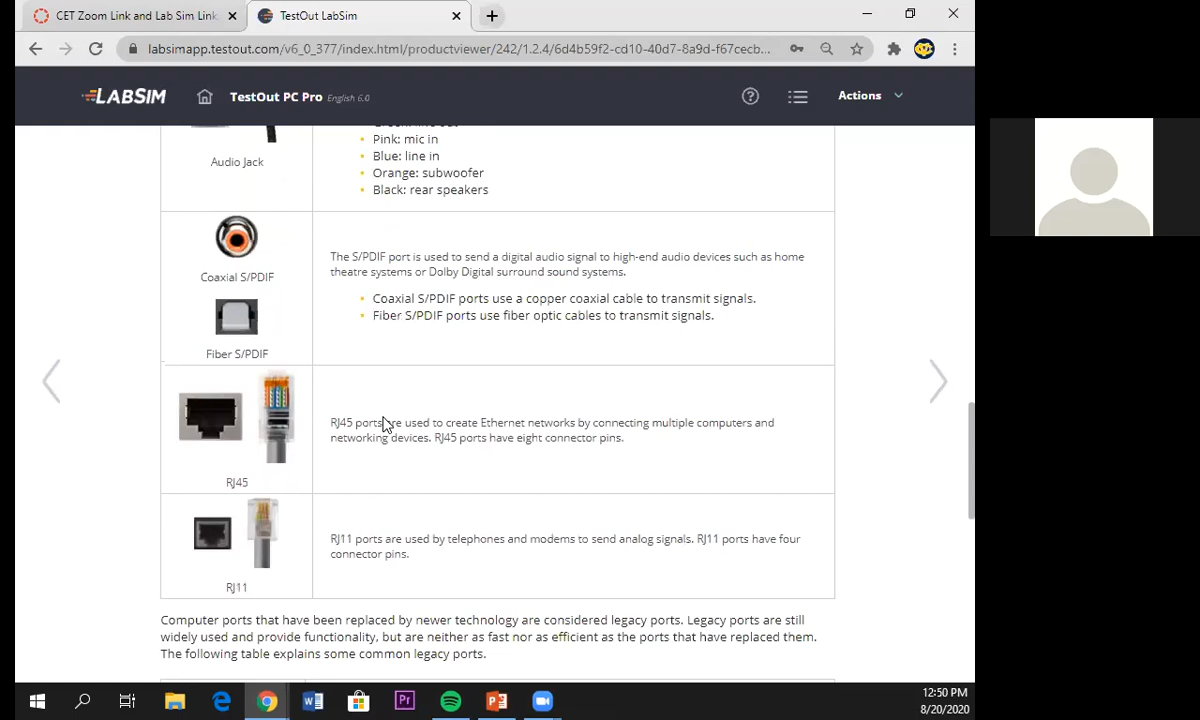 CET Zoom Link and Lab Sim Link
TestOut LabSim
labsimapp.testout.com/v6_0_377/index.html/productviewer/242/1.2.4/6d4b59f2-cd10-40d7-8a9d-f67cecb...
LABSIM
TestOut PC Pro English 6.0
Actions
Audio Jack
Pink: mic in
Blue: line in
Orange: subwoofer
Black: rear speakers
Coaxial S/PDIF
Fiber S/PDIF
The S/PDIF port is used to send a digital audio signal to high-end audio devices such as home
theatre systems or Dolby Digital surround sound systems.
Coaxial S/PDIF ports use a copper coaxial cable to transmit signals.
Fiber S/PDIF ports use fiber optic cables to transmit signals.
RJ45
RJ45 ports are used to create Ethernet networks by connecting multiple computers and
networking devices. RJ45 ports have eight connector pins.
RJ11
RJ11 ports are used by telephones and modems to send analog signals. RJ11 ports have four
connector pins.
Computer ports that have been replaced by newer technology are considered legacy ports. Legacy ports are still
widely used and provide functionality, but are neither as fast nor as efficient as the ports that have replaced them.
The following table explains some common legacy ports.
12:50 PM
8/20/2020